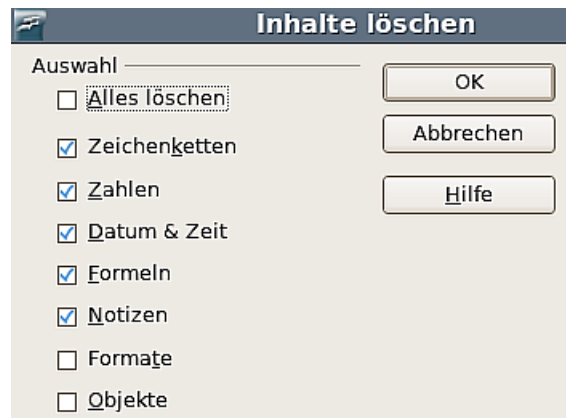 Inhalte löschen
Auswahl
Alles löschen
Zeichenketten
Zahlen
Datum & Zeit
Formeln
Notizen
Formate
Objekte
OK
Abbrechen
Hilfe